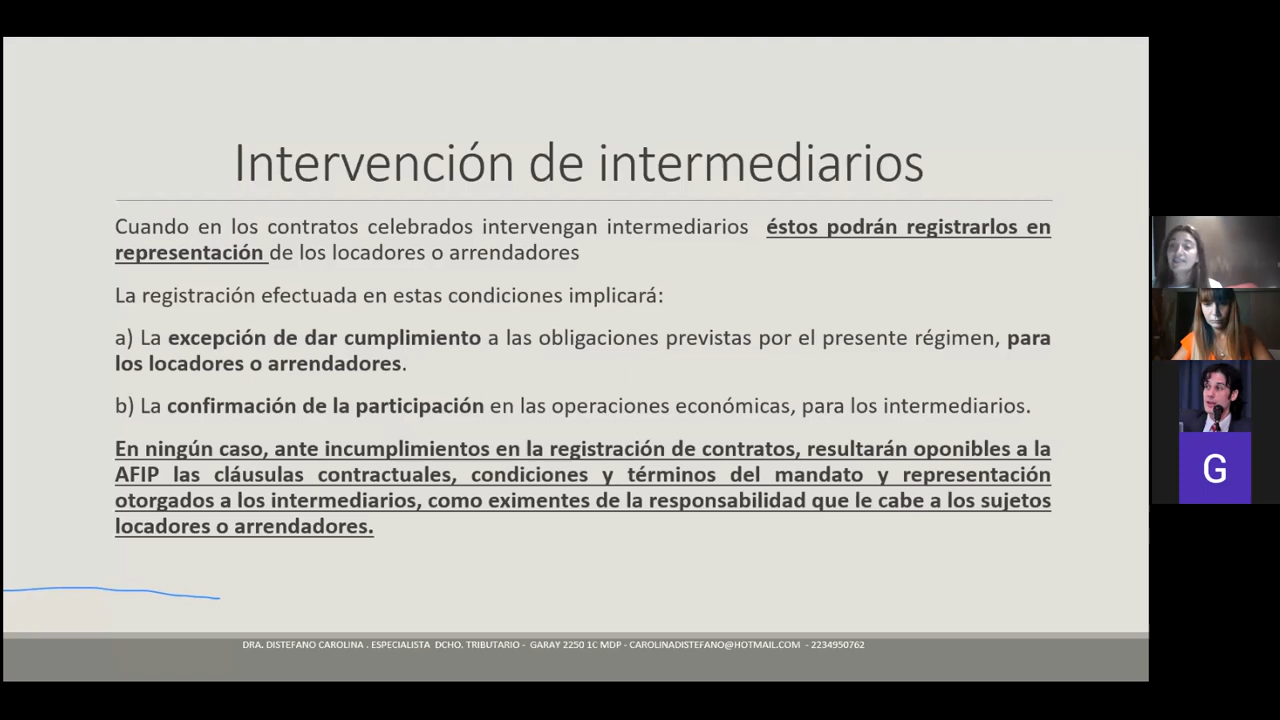 Intervención de intermediarios
Cuando en los contratos celebrados intervengan intermediarios éstos podrán registrarlos en
representación de los locadores o arrendadores
La registración efectuada en estas condiciones implicará:
a) La excepción de dar cumplimiento a las obligaciones previstas por el presente régimen, para
los locadores o arrendadores.
b) La confirmación de la participación en las operaciones económicas, para los intermediarios.
En ningún caso, ante incumplimientos en la registración de contratos, resultarán oponibles a la
AFIP las cláusulas contractuales, condiciones y términos del mandato y representación
otorgados a los intermediarios, como eximentes de la responsabilidad que le cabe a los sujetos
locadores o arrendadores.
DRA. DISTEFANO CAROLINA . ESPECIALISTA DCHO. TRIBUTARIO - GARAY 2250 1C MDP - CAROLINADISTEFANO@HOTMAIL.COM - 2234950762
G